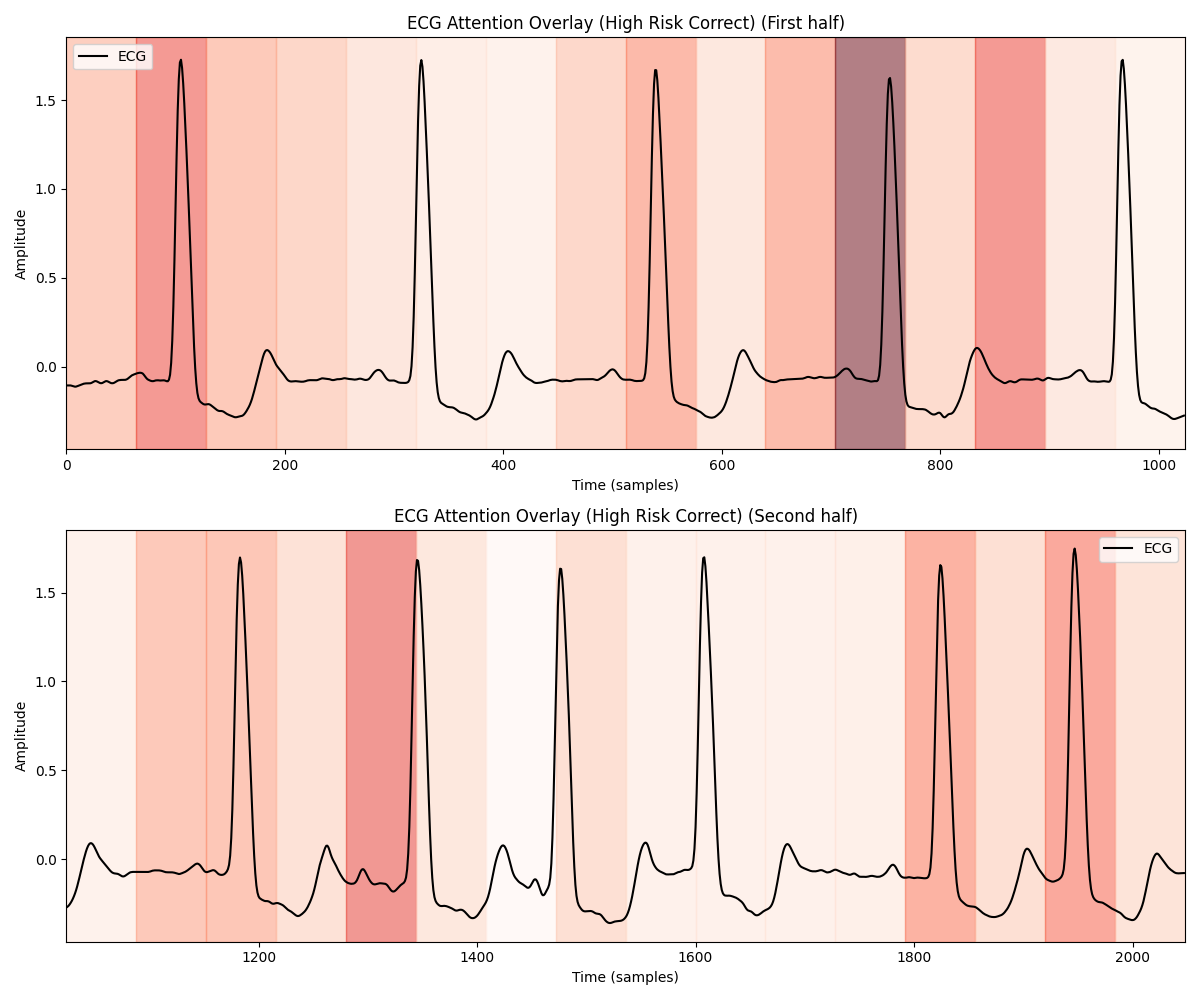 ECG Attention Overlay (High Risk Correct) (First half)
ECG
Amplitude
1.5
1.0
0.5
0.0
0 200 400 600 800 1000
Time (samples)
ECG Attention Overlay (High Risk Correct) (Second half)
ECG
Amplitude
1.5
1.0
0.5
0.0
1200 1400 1600 1800 2000
Time (samples)